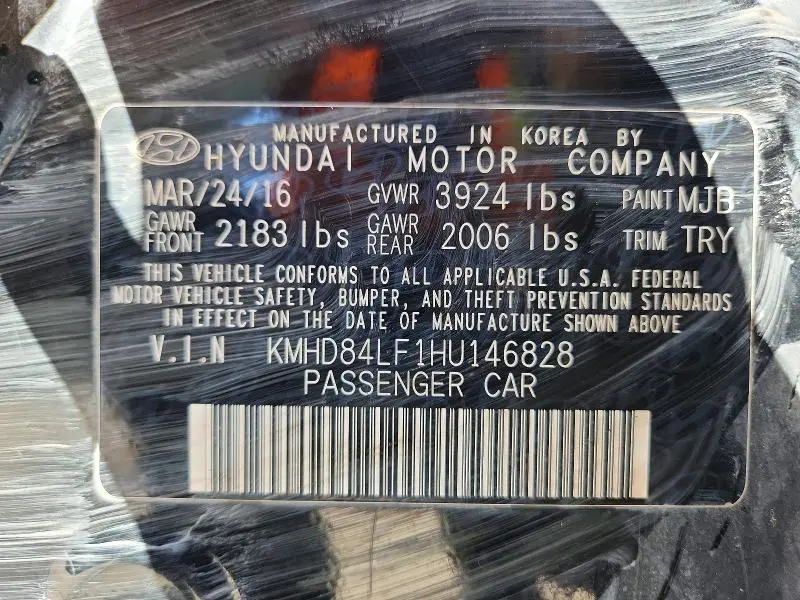 MANUFACTURED IN KOREA BY
HYUNDAI MOTOR COMPANY
MAR/24/16 GVWR 3924 lbs PAINT MJB
GAWR FRONT 2183 lbs GAWR REAR 2006 lbs TRIM TRY
THIS VEHICLE CONFORMS TO ALL APPLICABLE U.S.A. FEDERAL
MOTOR VEHICLE SAFETY, BUMPER, AND THEFT PREVENTION STANDARDS
IN EFFECT ON THE DATE OF MANUFACTURE SHOWN ABOVE
V.I.N KMHD84LF1HU146828
PASSENGER CAR